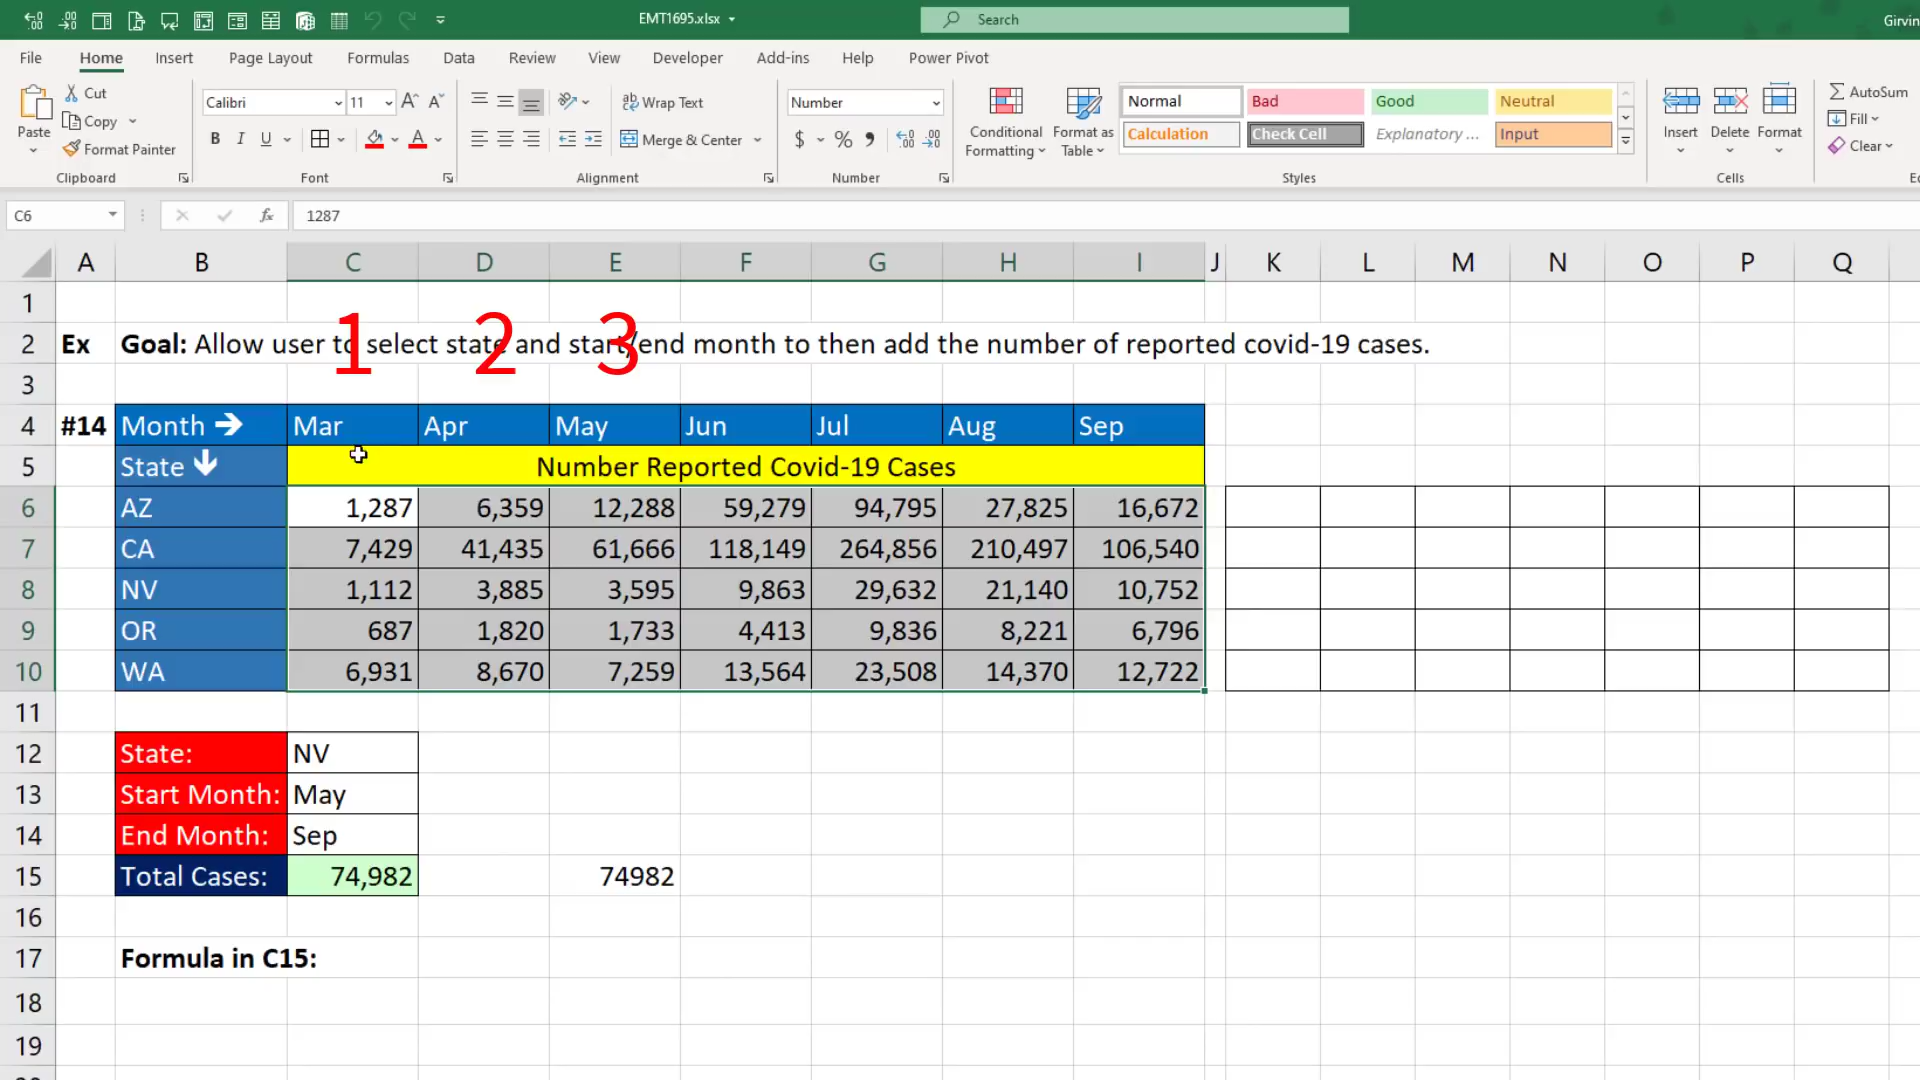 EMT1695.xlsx
Search
Girvin
File Home Insert Page Layout Formulas Data Review View Developer Add-ins Help Power Pivot
Paste
Cut
Copy
Format Painter
Clipboard
Calibri 11
B I U
Font
Wrap Text
Merge & Center
Alignment
Number
$ % ,
Number
Conditional Formatting
Format as Table
Normal Bad Good Neutral
Calculation Check Cell Explanatory ... Input
Styles
Insert Delete Format
Cells
AutoSum
Fill
Clear
C6 fx 1287
A B C D E F G H I J K L M N O P Q
1
1 2 3
2 Ex Goal: Allow user to select state and start/end month to then add the number of reported covid-19 cases.
3
4 #14 Month → Mar Apr May Jun Jul Aug Sep
5 State ↓ Number Reported Covid-19 Cases
6 AZ 1,287 6,359 12,288 59,279 94,795 27,825 16,672
7 CA 7,429 41,435 61,666 118,149 264,856 210,497 106,540
8 NV 1,112 3,885 3,595 9,863 29,632 21,140 10,752
9 OR 687 1,820 1,733 4,413 9,836 8,221 6,796
10 WA 6,931 8,670 7,259 13,564 23,508 14,370 12,722
11
12 State: NV
13 Start Month: May
14 End Month: Sep
15 Total Cases: 74,982 74982
16
17 Formula in C15:
18
19